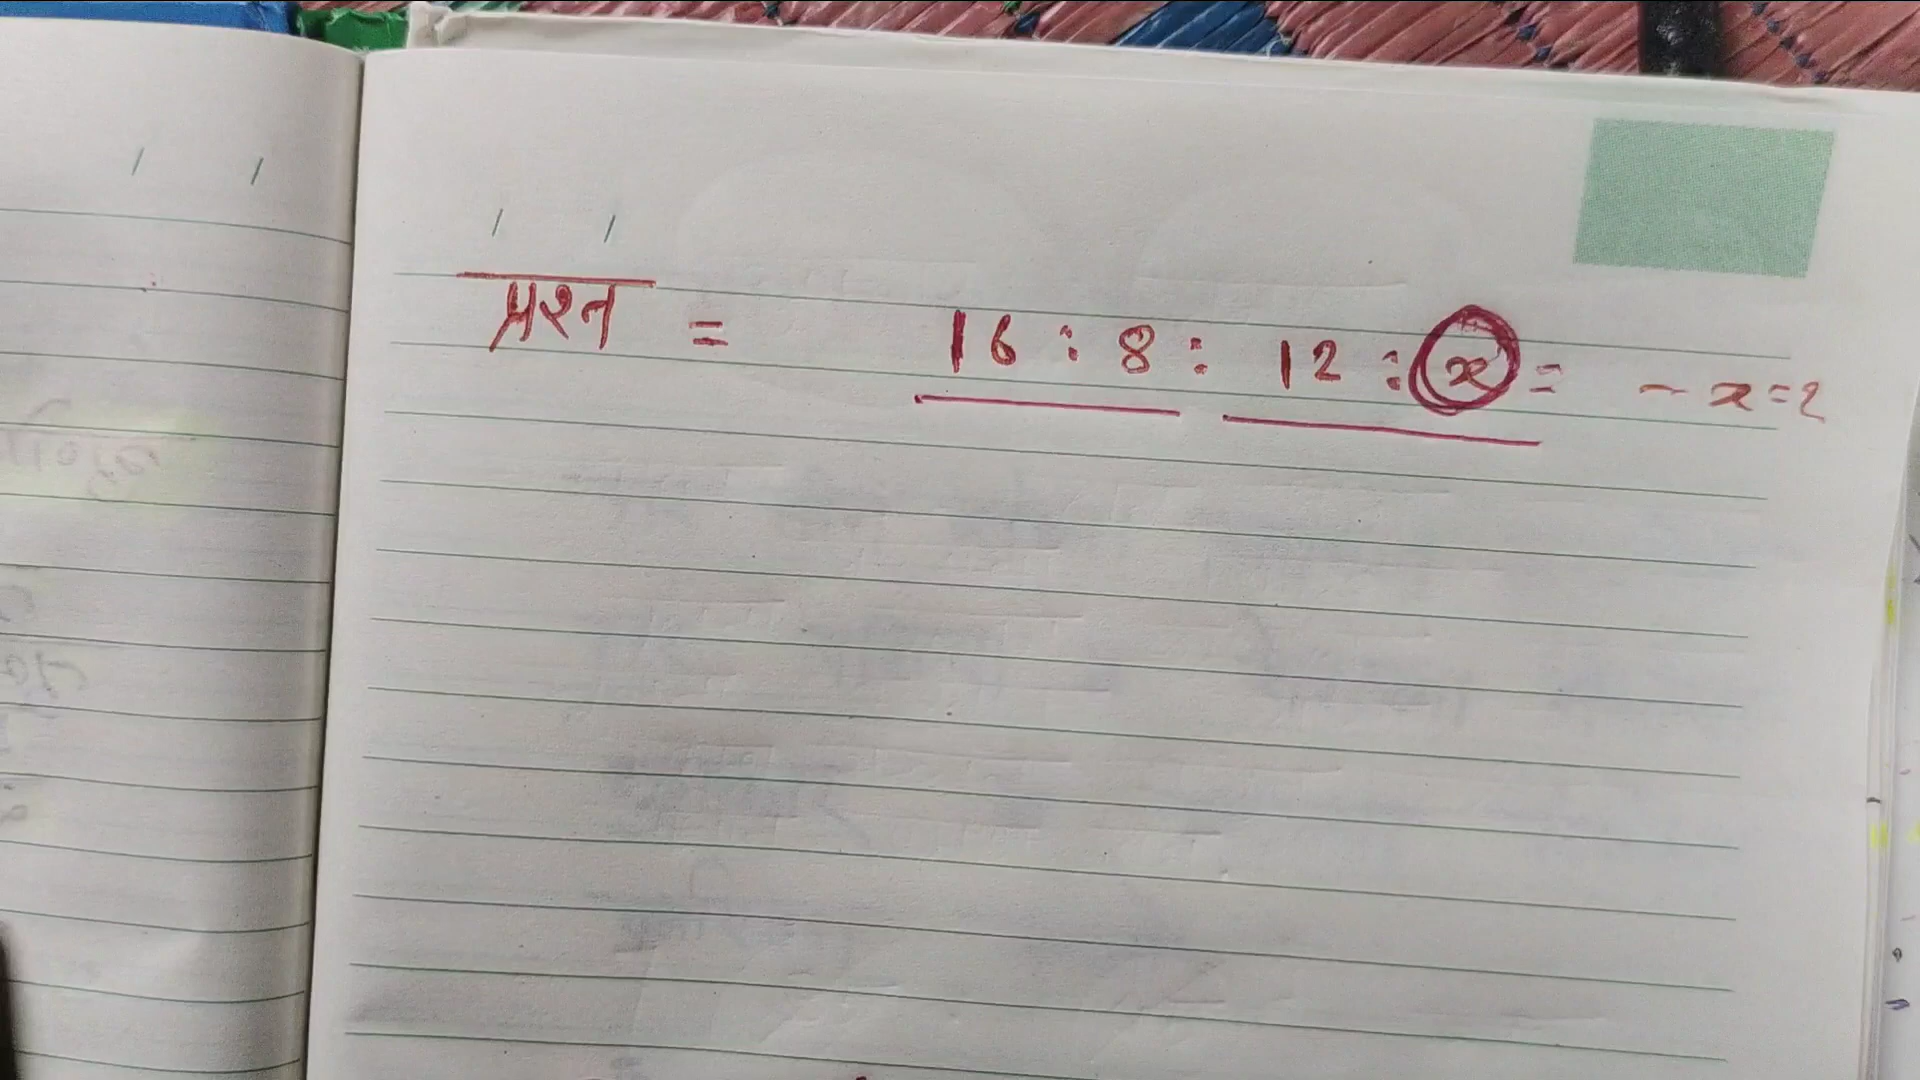 प्रश्न = 16 : 8 : 12 : x = - x = 2